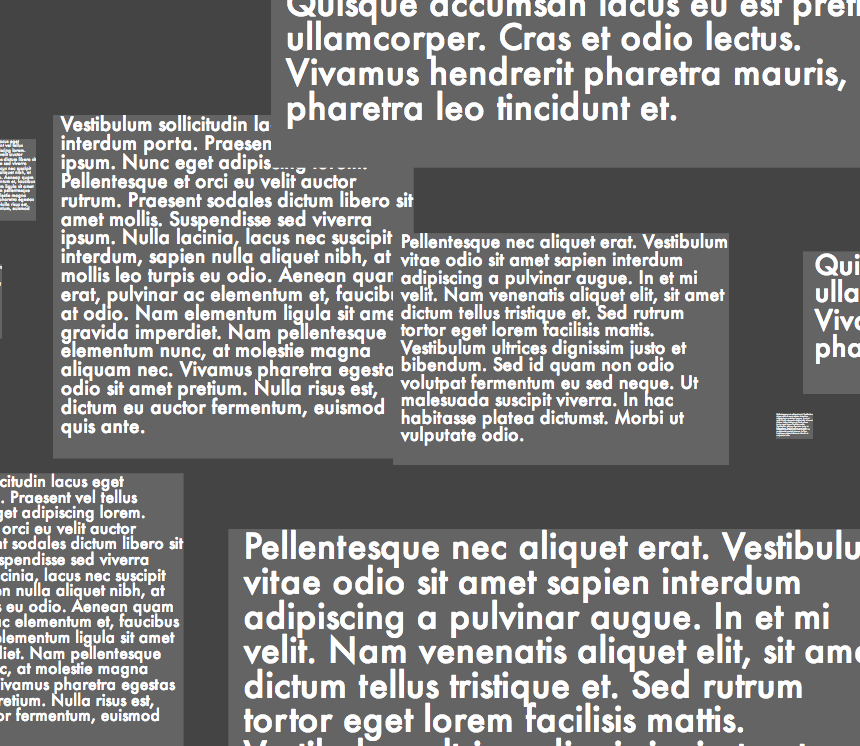 Quisque accumsan lacus eu est
ullamcorper. Cras et odio lectus.
Vivamus hendrerit pharetra mauris,
pharetra leo tincidunt et.
Vestibulum sollicitudin la
interdum porta. Praesen
ipsum. Nunc eget adipiscing lorem.
Pellentesque et orci eu velit auctor
rutrum. Praesent sodales dictum libero sit
amet mollis. Suspendisse sed viverra
ipsum. Nulla lacinia, lacus nec suscipit
interdum, sapien nulla aliquet nibh, at
mollis leo turpis eu odio. Aenean quam
erat, pulvinar ac elementum et, faucibu
at odio. Nam elementum ligula sit ame
gravida imperdiet. Nam pellentesque
elementum nunc, at molestie magna
aliquam nec. Vivamus pharetra egesta
odio sit amet pretium. Nulla risus est,
dictum eu auctor fermentum, euismod
quis ante.
Pellentesque nec aliquet erat. Vestibulum
vitae odio sit amet sapien interdum
adipiscing a pulvinar augue. In et mi
velit. Nam venenatis aliquet elit, sit amet
dictum tellus tristique et. Sed rutrum
tortor eget lorem facilisis mattis.
Vestibulum ultrices dignissim justo et
bibendum. Sed id quam non odio
volutpat fermentum eu sed neque. Ut
malesuada suscipit viverra. In hac
habitasse platea dictumst. Morbi ut
vulputate odio.
Qui
ulla
Viva
pha
citudin lacus eget
. Praesent vel tellus
get adipiscing lorem.
orci eu velit auctor
nt sodales dictum libero sit
spendisse sed viverra
cinia, lacus nec suscipit
en nulla aliquet nibh, at
s eu odio. Aenean quam
ac elementum et, faucibus
elementum ligula sit amet
diet. Nam pellentesque
c, at molestie magna
ivamus pharetra egestas
retium. Nulla risus est,
or fermentum, euismod
Pellentesque nec aliquet erat. Vestibulu
vitae odio sit amet sapien interdum
adipiscing a pulvinar augue. In et mi
velit. Nam venenatis aliquet elit, sit ame
dictum tellus tristique et. Sed rutrum
tortor eget lorem facilisis mattis.